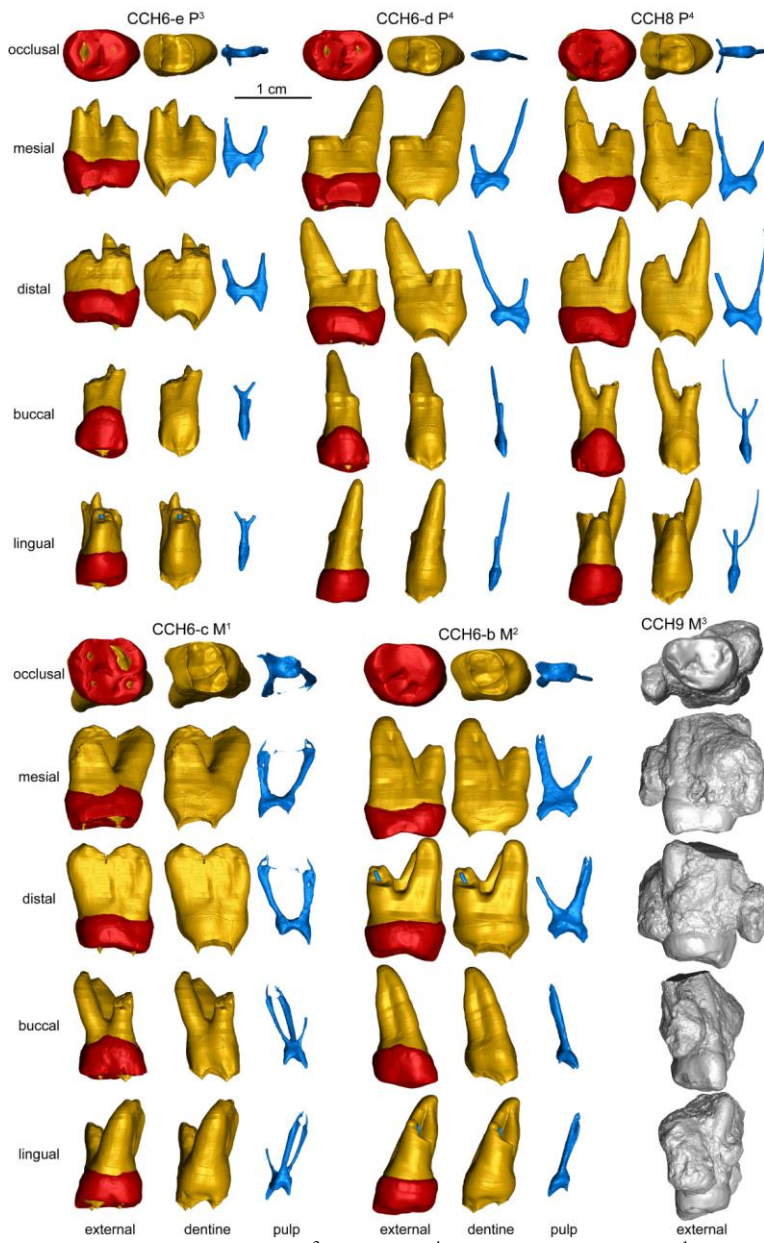 CCH6-e P³ CCH6-d P⁴ CCH8 P⁴
occlusal
1 cm
mesial
distal
buccal
lingual
CCH6-c M¹ CCH6-b M² CCH9 M³
occlusal
mesial
distal
buccal
lingual
external dentine pulp external dentine pulp external